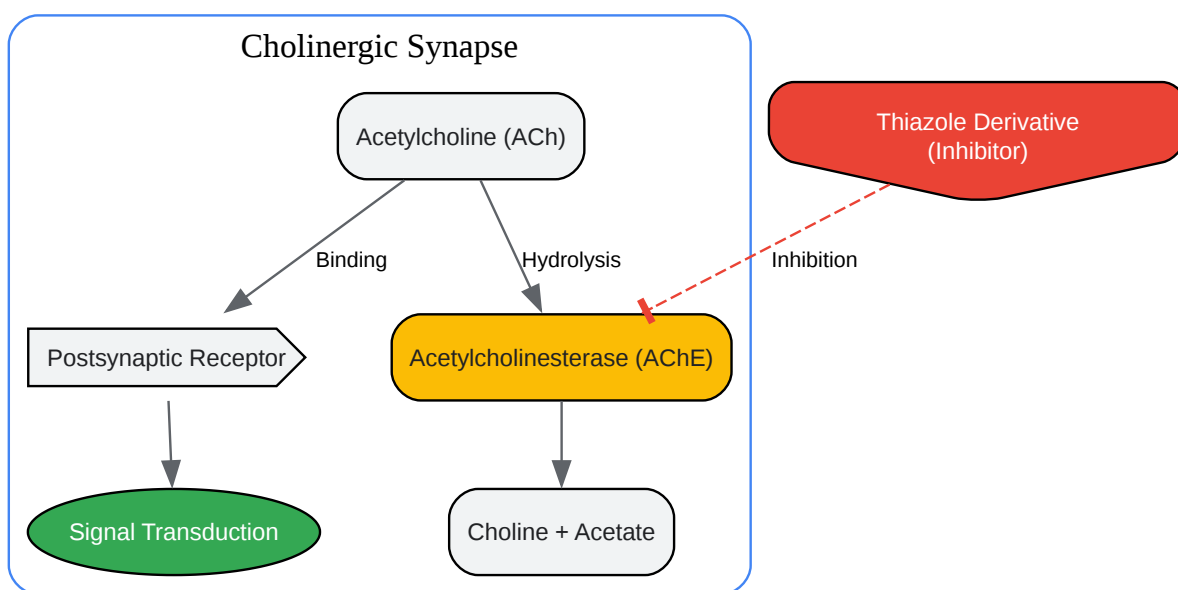 Cholinergic Synapse
Acetylcholine (ACh)
Thiazole Derivative
(Inhibitor)
Binding
Hydrolysis
Inhibition
Postsynaptic Receptor
Acetylcholinesterase (AChE)
Signal Transduction
Choline + Acetate